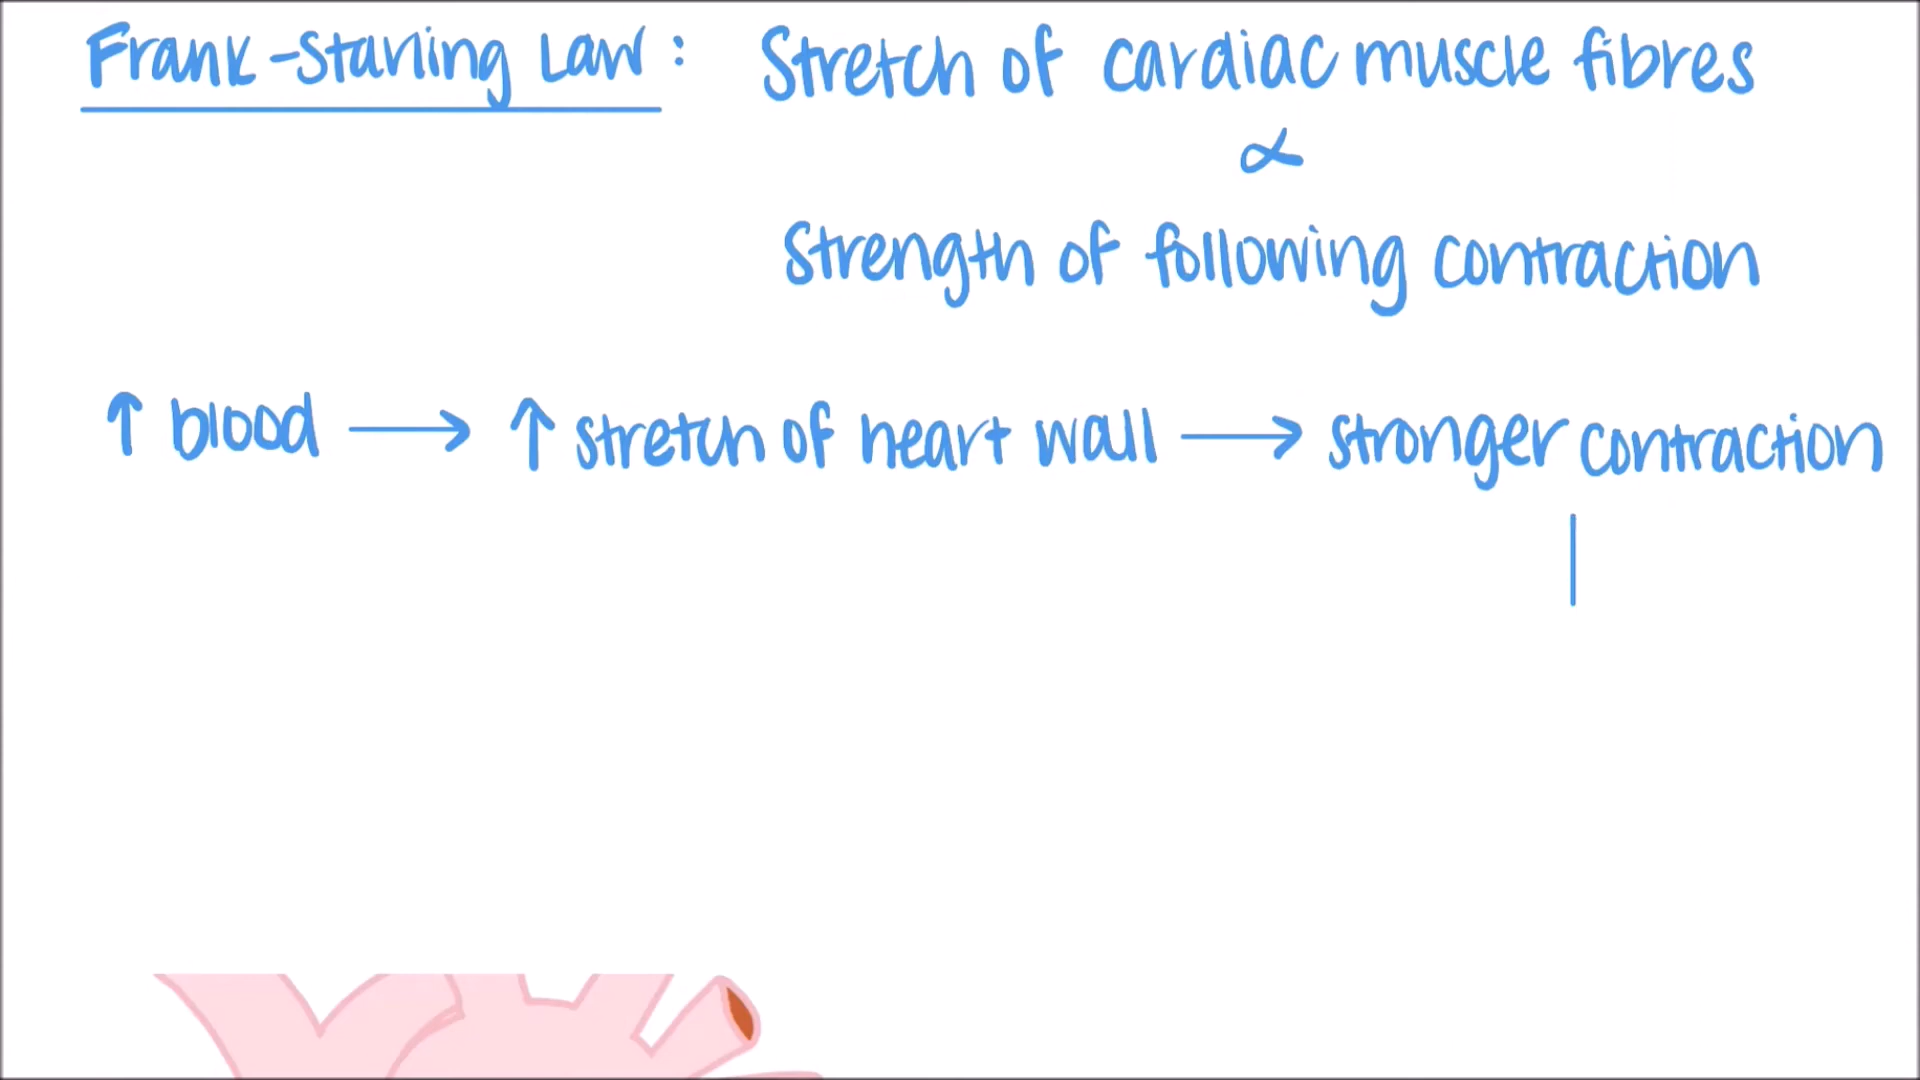 Frank-Starling Law: Stretch of cardiac muscle fibres
∝
Strength of following contraction
↑ blood → ↑ stretch of heart wall → stronger contraction